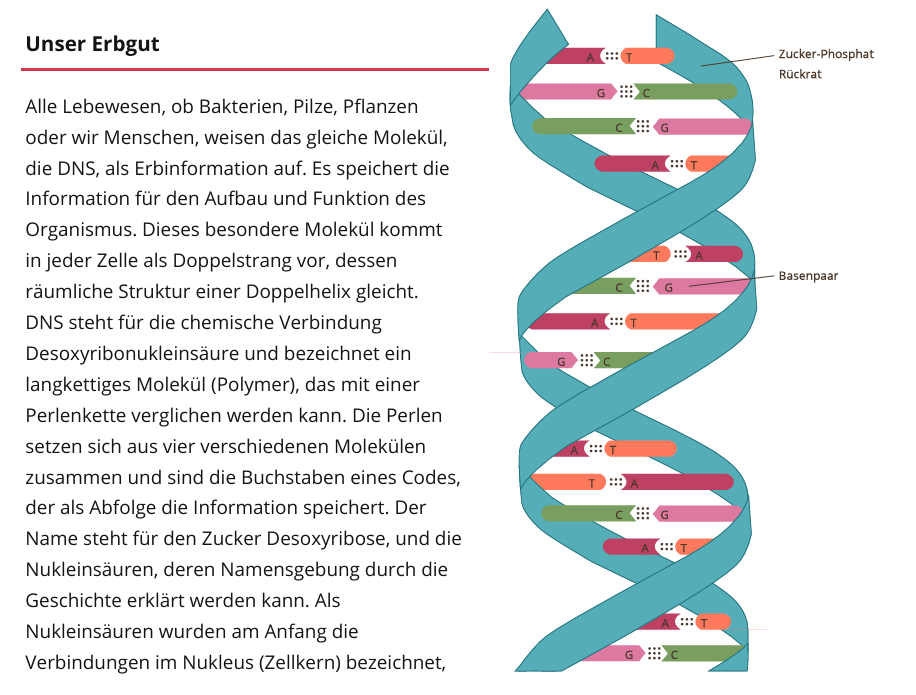 Unser Erbgut
Alle Lebewesen, ob Bakterien, Pilze, Pflanzen
oder wir Menschen, weisen das gleiche Molekül,
die DNS, als Erbinformation auf. Es speichert die
Information für den Aufbau und Funktion des
Organismus. Dieses besondere Molekül kommt
in jeder Zelle als Doppelstrang vor, dessen
räumliche Struktur einer Doppelhelix gleicht.
DNS steht für die chemische Verbindung
Desoxyribonukleinsäure und bezeichnet ein
langkettiges Molekül (Polymer), das mit einer
Perlenkette verglichen werden kann. Die Perlen
setzen sich aus vier verschiedenen Molekülen
zusammen und sind die Buchstaben eines Codes,
der als Abfolge die Information speichert. Der
Name steht für den Zucker Desoxyribose, und die
Nukleinsäuren, deren Namensgebung durch die
Geschichte erklärt werden kann. Als
Nukleinsäuren wurden am Anfang die
Verbindungen im Nukleus (Zellkern) bezeichnet,
A T
Zucker-Phosphat
Rückrat
G C
C G
A T
T A
Basenpaar
C G
A T
G C
A T
T A
C G
A T
A T
G C